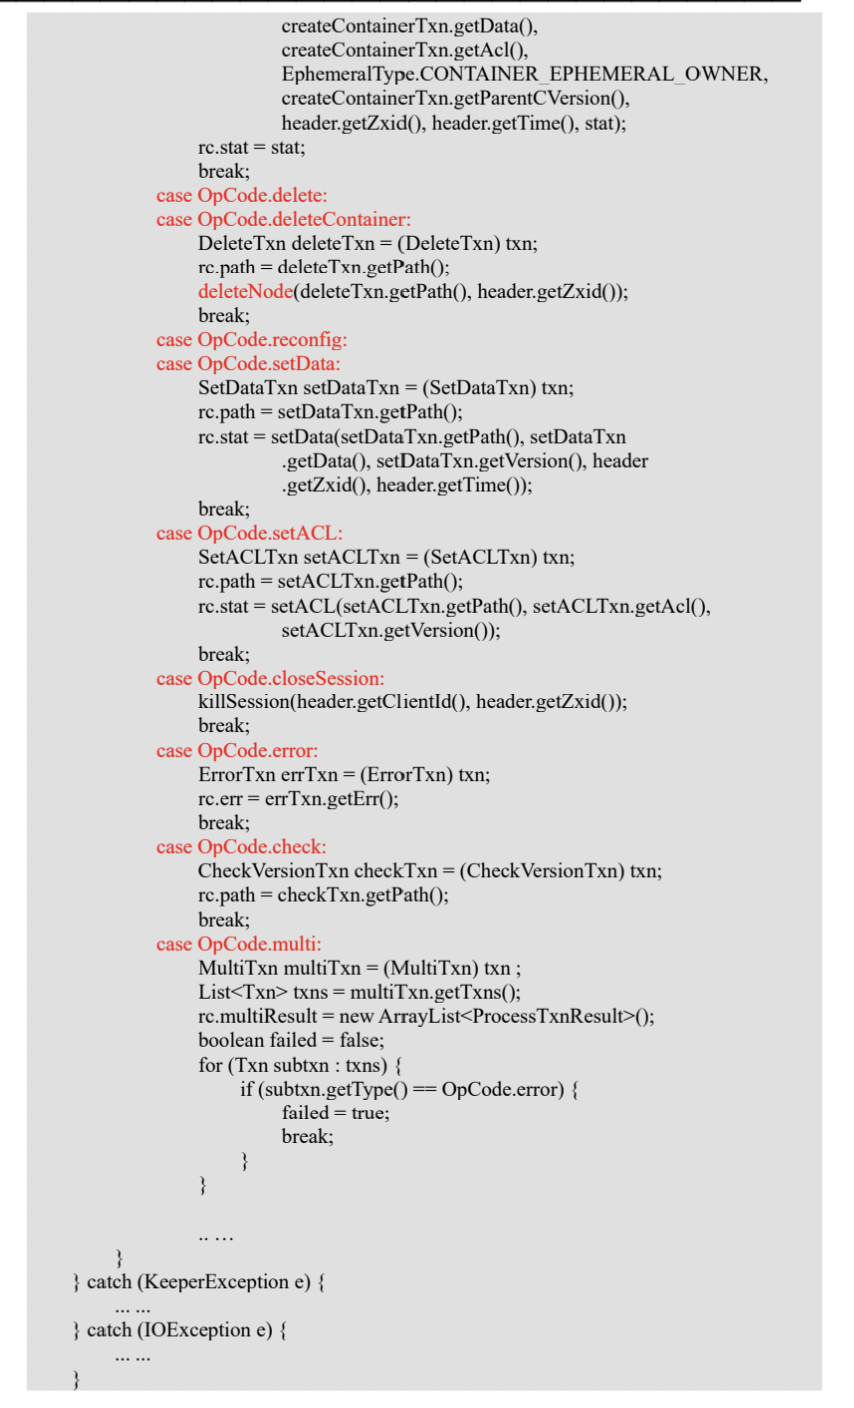 createContainerTxn.getData(),
createContainerTxn.getAcl(),
EphemeralType.CONTAINER_EPHEMERAL_OWNER,
createContainerTxn.getParentCVersion(),
header.getZxid(), header.getTime(), stat);
rc.stat = stat;
break;
case OpCode.delete:
case OpCode.deleteContainer:
DeleteTxn deleteTxn = (DeleteTxn) txn;
rc.path = deleteTxn.getPath();
deleteNode(deleteTxn.getPath(), header.getZxid());
break;
case OpCode.reconfig:
case OpCode.setData:
SetDataTxn setDataTxn = (SetDataTxn) txn;
rc.path = setDataTxn.getPath();
rc.stat = setData(setDataTxn.getPath(), setDataTxn
.getData(), setDataTxn.getVersion(), header
.getZxid(), header.getTime());
break;
case OpCode.setACL:
SetACLTxn setACLTxn = (SetACLTxn) txn;
rc.path = setACLTxn.getPath();
rc.stat = setACL(setACLTxn.getPath(), setACLTxn.getAcl(),
setACLTxn.getVersion());
break;
case OpCode.closeSession:
killSession(header.getClientId(), header.getZxid());
break;
case OpCode.error:
ErrorTxn errTxn = (ErrorTxn) txn;
rc.err = errTxn.getErr();
break;
case OpCode.check:
CheckVersionTxn checkTxn = (CheckVersionTxn) txn;
rc.path = checkTxn.getPath();
break;
case OpCode.multi:
MultiTxn multiTxn = (MultiTxn) txn ;
List<Txn> txns = multiTxn.getTxns();
rc.multiResult = new ArrayList<ProcessTxnResult>();
boolean failed = false;
for (Txn subtxn : txns) {
if (subtxn.getType() == OpCode.error) {
failed = true;
break;
}
}
.. ...
}
} catch (KeeperException e) {
... ...
} catch (IOException e) {
... ...
}